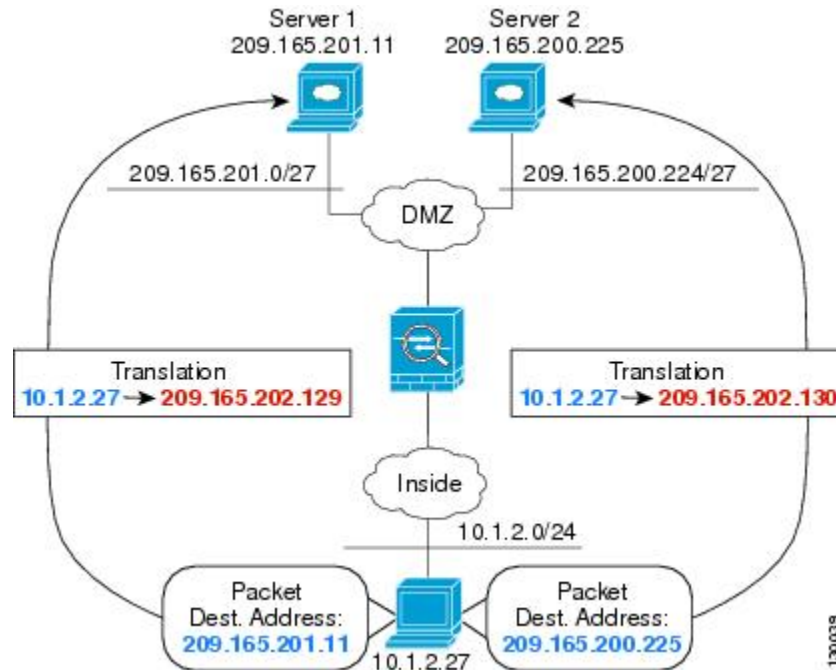 Server 1
209.165.201.11
Server 2
209.165.200.225
209.165.201.0/27
209.165.200.224/27
DMZ
Translation
10.1.2.27 → 209.165.202.129
Translation
10.1.2.27 → 209.165.202.130
Inside
10.1.2.0/24
Packet
Dest. Address:
209.165.201.11
Packet
Dest. Address:
209.165.200.225
10.1.2.27